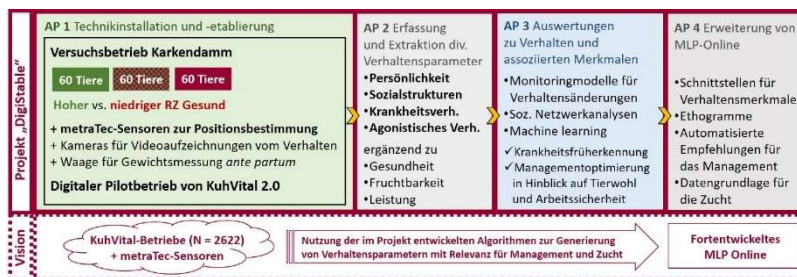 Projekt „DigiStable“
AP 1 Technikinstallation und -etablierung
Versuchsbetrieb Karkendamm
60 Tiere 60 Tiere 60 Tiere
Hoher vs. niedriger RZ Gesund
+ metraTec-Sensoren zur Positionsbestimmung
+ Kameras für Videoaufzeichnungen vom Verhalten
+ Waage für Gewichtsmessung ante partum
Digitaler Pilotbetrieb von KuhVital 2.0
AP 2 Erfassung
und Extraktion div.
Verhaltensparameter
•Persönlichkeit
•Sozialstrukturen
•Krankheitsverh.
•Agonistisches Verh.
ergänzend zu
•Gesundheit
•Fruchtbarkeit
•Leistung
AP 3 Auswertungen
zu Verhalten und
assoziierten Merkmalen
•Monitoringmodelle für
Verhaltensänderungen
•Soz. Netzwerkanalysen
•Machine learning
✓Krankheitsfrüherkennung
✓Managementoptimierung
in Hinblick auf Tierwohl
und Arbeitssicherheit
AP 4 Erweiterung von
MLP-Online
•Schnittstellen für
Verhaltensmerkmale
•Ethogramme
•Automatisierte
Empfehlungen für
das Management
•Datengrundlage für
die Zucht
Vision
KuhVital-Betriebe (N = 2622)
+ metraTec-Sensoren
Nutzung der im Projekt entwickelten Algorithmen zur Generierung
von Verhaltensparametern mit Relevanz für Management und Zucht
Fortentwickeltes
MLP Online